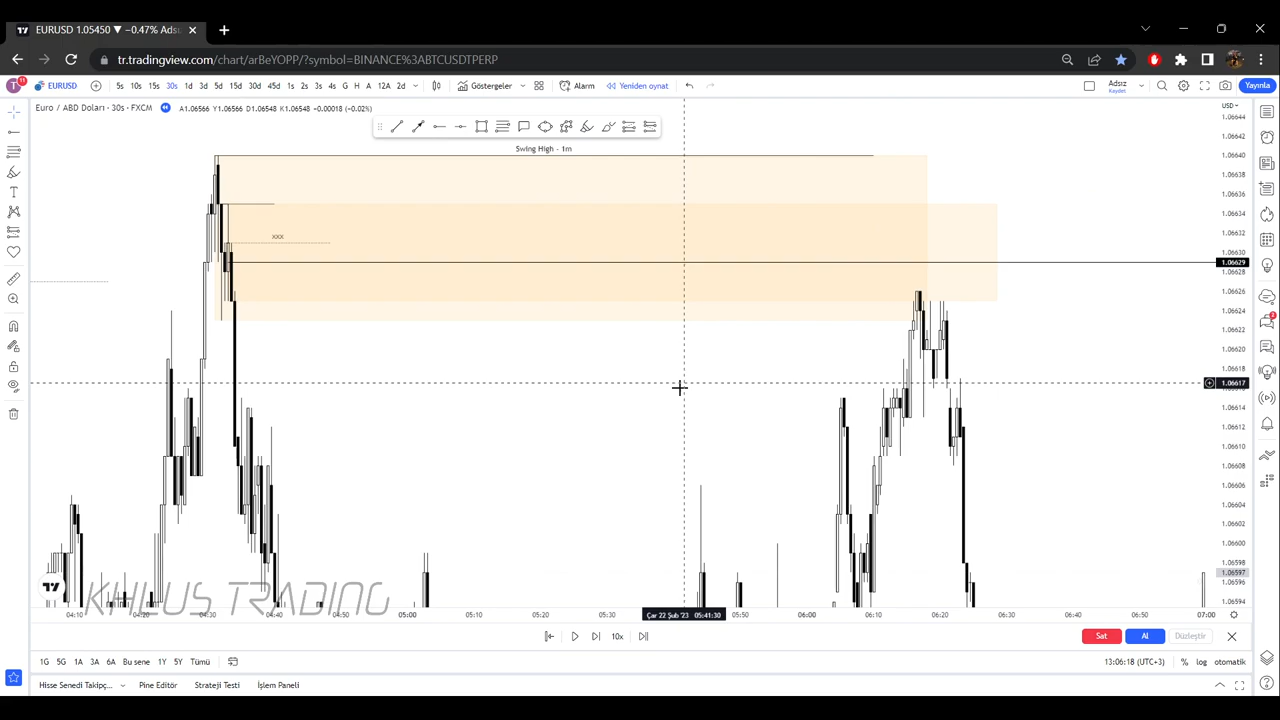 EURUSD 1.05450 ▼ −0.47% Adsı
tr.tradingview.com/chart/arBeYOPP/?symbol=BINANCE%3ABTCUSDTPERP
11
EURUSD
5s 10s 15s 30s 1d 3d 5d 15d 30d 45d 1s 2s 3s 4s G H A 12A 2d
Göstergeler
Alarm
Yeniden oynat
Adsız
Kaydet
Yayınla
Euro / ABD Doları · 30s · FXCM
A1.06566 Y1.06566 D1.06548 K1.06548 −0.00018 (−0.02%)
USD
Swing High - 1m
xxx
1.06644
1.06642
1.06640
1.06638
1.06636
1.06634
1.06632
1.06630
1.06629
1.06628
1.06626
1.06624
1.06622
1.06620
1.06618
1.06617
1.06614
1.06612
1.06610
1.06608
1.06606
1.06604
1.06602
1.06600
1.06598
1.06597
1.06596
1.06594
KHLUS TRADING
04:10 04:20 04:30 04:40 04:50 05:00 05:10 05:20 05:30 Çar 22 Şub '23 05:41:30 05:50 06:00 06:10 06:20 06:30 06:40 06:50 07:00
10x
Sat
Al
Düzleştir
1G 5G 1A 3A 6A Bu sene 1Y 5Y Tümü
13:06:18 (UTC+3)
% log otomatik
Hisse Senedi Takipç...
Pine Editör
Strateji Testi
İşlem Paneli